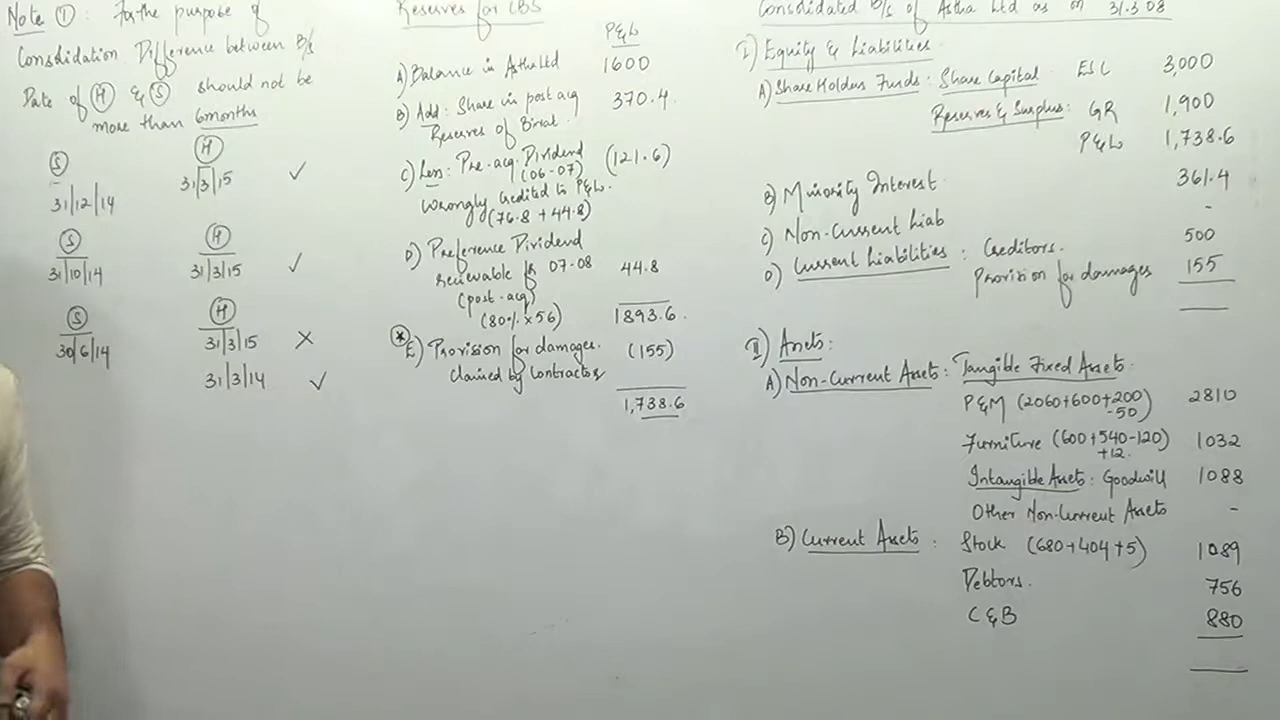 Note ① : For the purpose of
Consolidation Difference between B/s
Date of Ⓗ & Ⓢ should not be
more than 6 months
Ⓢ Ⓗ
31/12/14 31/3/15 ✓
Ⓢ Ⓗ
31/10/14 31/3/15 ✓
Ⓢ Ⓗ
30/6/14 31/3/15 ×
31/3/14 ✓
Reserves for CBS
P&L
A) Balance in Astha Ltd 1600
B) Add : Share in post acq 370.4
Reserves of Birat.
C) Less : Pre-acq. Dividend (121.6)
(06-07)
wrongly credited to P&L.
(76.8 + 44.8)
D) Preference Dividend
receivable for 07-08 44.8
(post-acq)
(80% × 56) 1893.6
* E) Provision for damages. (155)
claimed by contractors
1,738.6
Consolidated B/s of Astha Ltd as on 31.3.08
I) Equity & Liabilities
A) Share Holders Funds : Share Capital ESC 3,000
Reserves & Surplus : GR 1,900
P&L 1,738.6
B) Minority Interest 361.4
C) Non-Current Liab -
D) Current Liabilities : Creditors. 500
Provision for damages 155
II) Assets :
A) Non-Current Assets : Tangible Fixed Assets.
P&M (2060+600+200 2810
-50)
Furniture (600+540-120) 1032
+12
Intangible Assets : Goodwill 1088
Other Non-Current Assets -
B) Current Assets : Stock (680+404+5) 1089
Debtors. 756
C&B 880